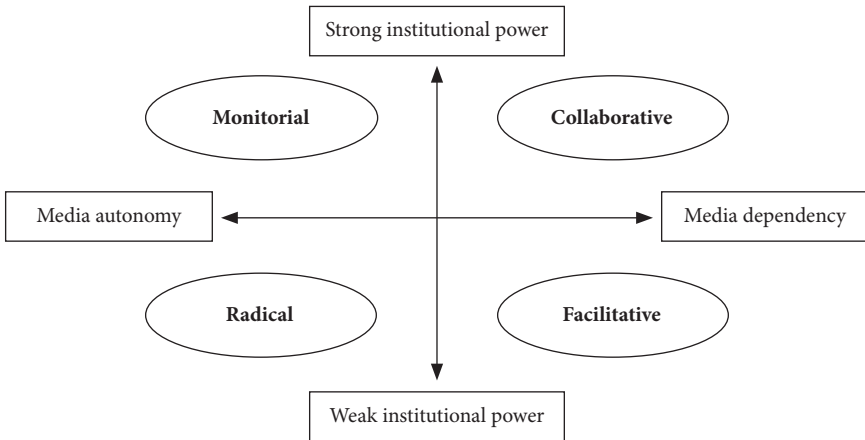 Strong institutional power
Monitorial
Collaborative
Media autonomy
Media dependency
Radical
Facilitative
Weak institutional power